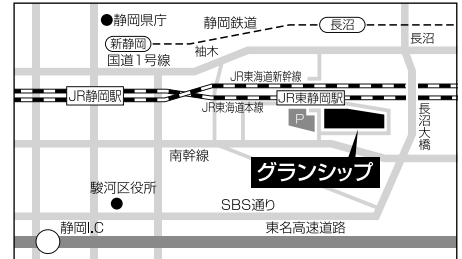 静岡県庁
静岡鉄道
長沼
長沼
新静岡
国道1号線
柚木
JR東海道新幹線
JR静岡駅
JR東海道本線
JR東静岡駅
P
長沼大橋
南幹線
グランシップ
駿河区役所
SBS通り
静岡I.C
東名高速道路